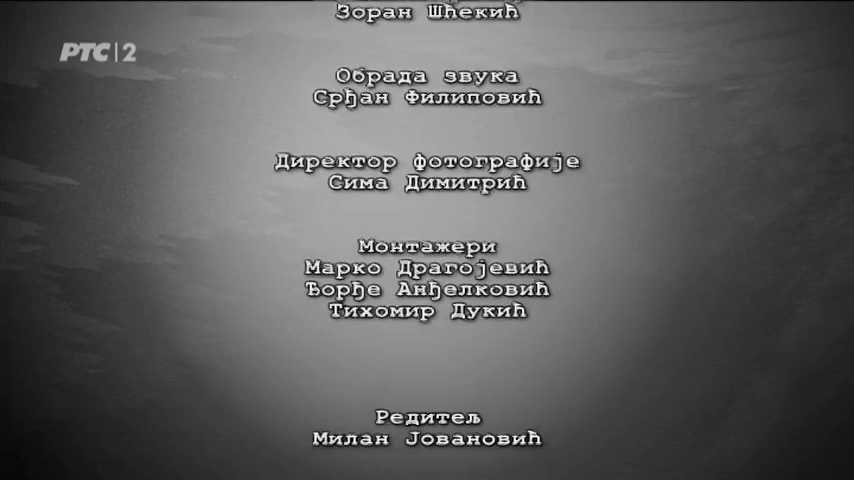 Зоран Шћекић
РТС|2
Обрада звука
Срђан Филиповић
Директор фотографије
Сима Димитрић
Монтажери
Марко Драгојевић
Ђорђе Анђелковић
Тихомир Дукић
Редитељ
Милан Јовановић